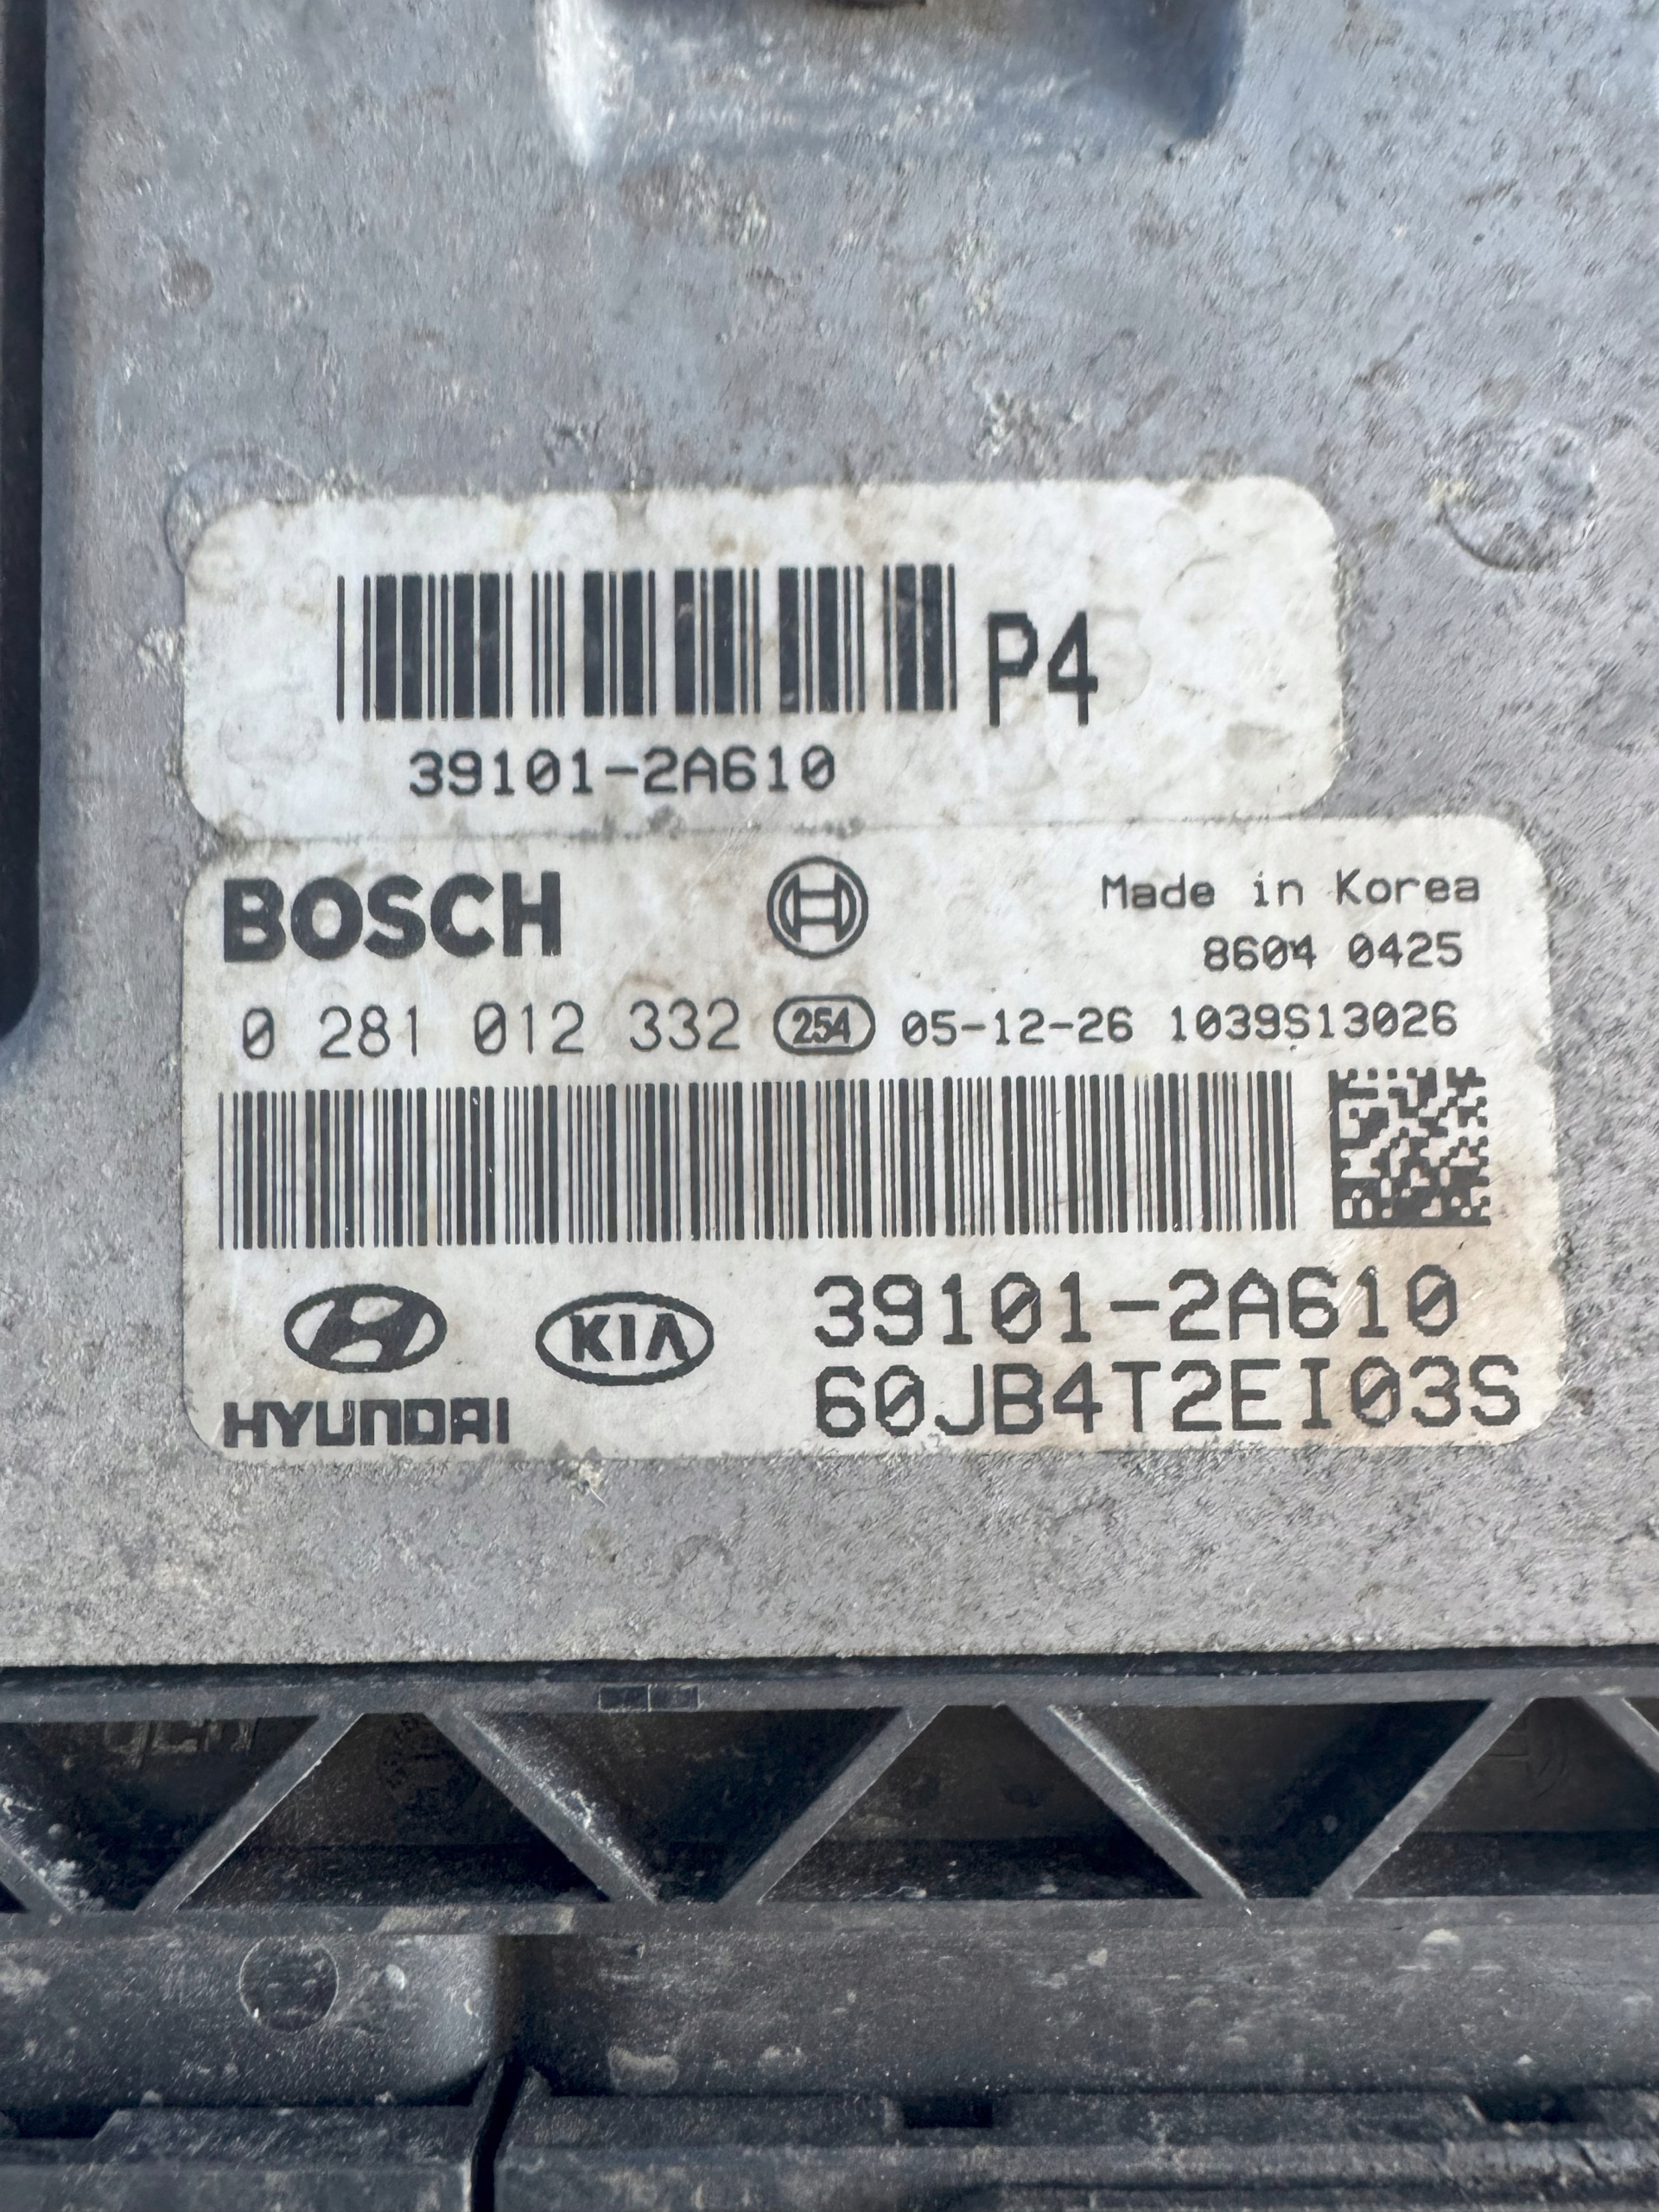 P4
39101-2A610
BOSCH Made in Korea
8604 0425
0 281 012 332 254 05-12-26 1039S13026
39101-2A610
KIA
60JB4T2EI03S
HYUNDAI